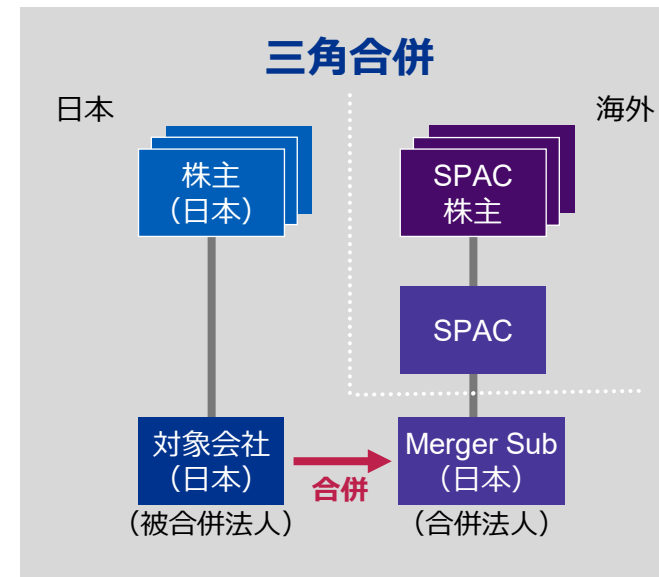 三角合併
日本
海外
株主
（日本）
SPAC
株主
SPAC
対象会社
（日本）
合併
Merger Sub
（日本）
（被合併法人）
（合併法人）